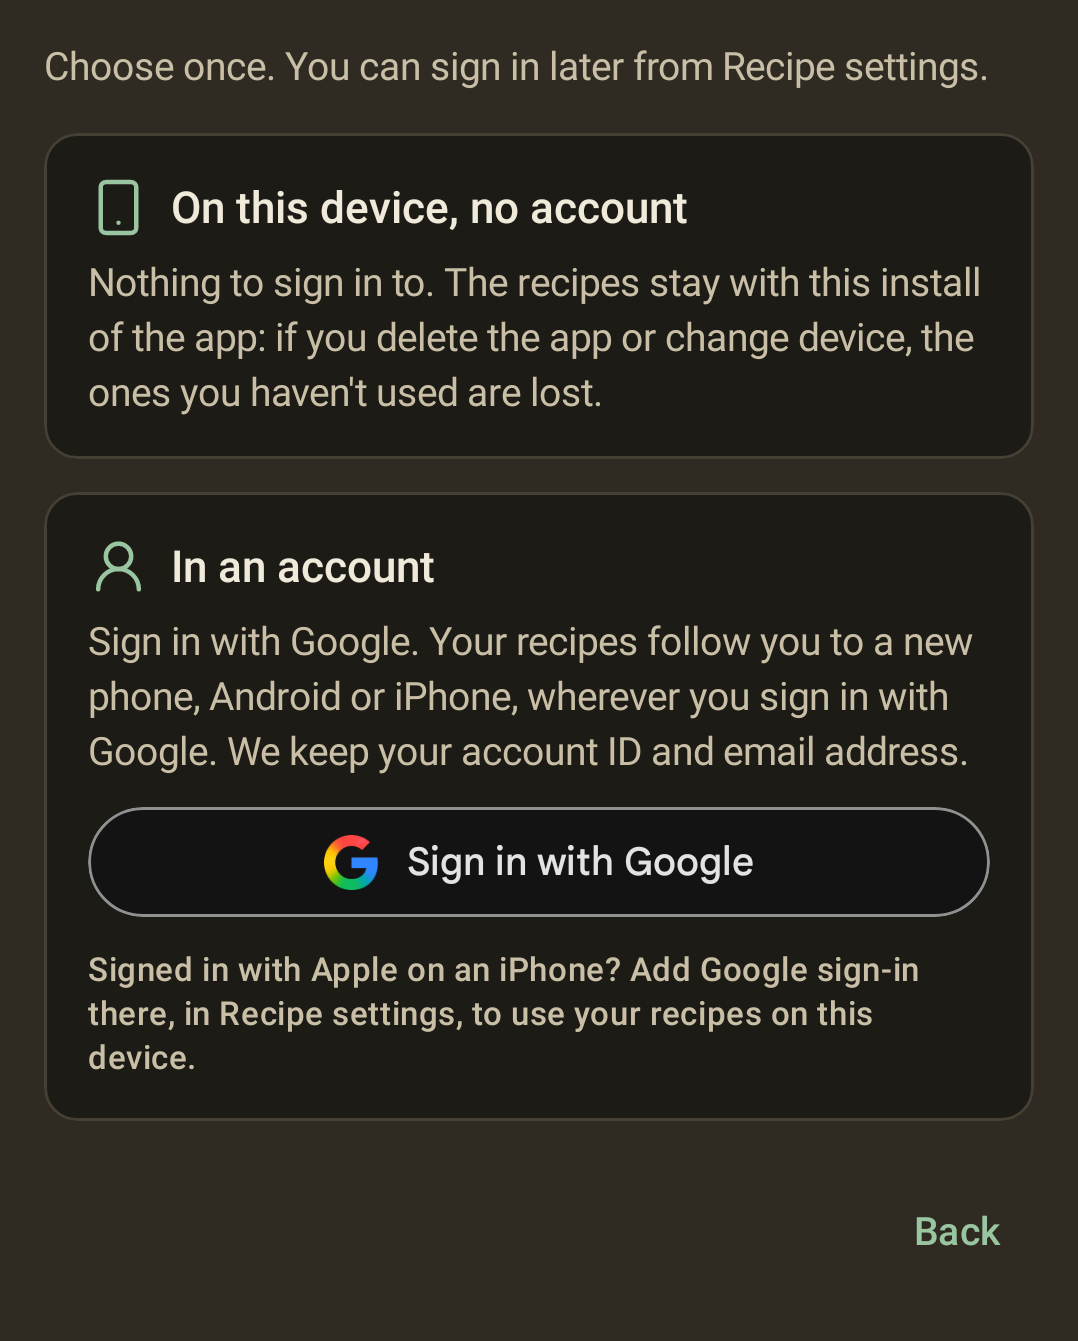 Choose once. You can sign in later from Recipe settings.
On this device, no account
Nothing to sign in to. The recipes stay with this install
of the app: if you delete the app or change device, the
ones you haven't used are lost.
In an account
Sign in with Google. Your recipes follow you to a new
phone, Android or iPhone, wherever you sign in with
Google. We keep your account ID and email address.
Sign in with Google
Signed in with Apple on an iPhone? Add Google sign-in
there, in Recipe settings, to use your recipes on this
device.
Back